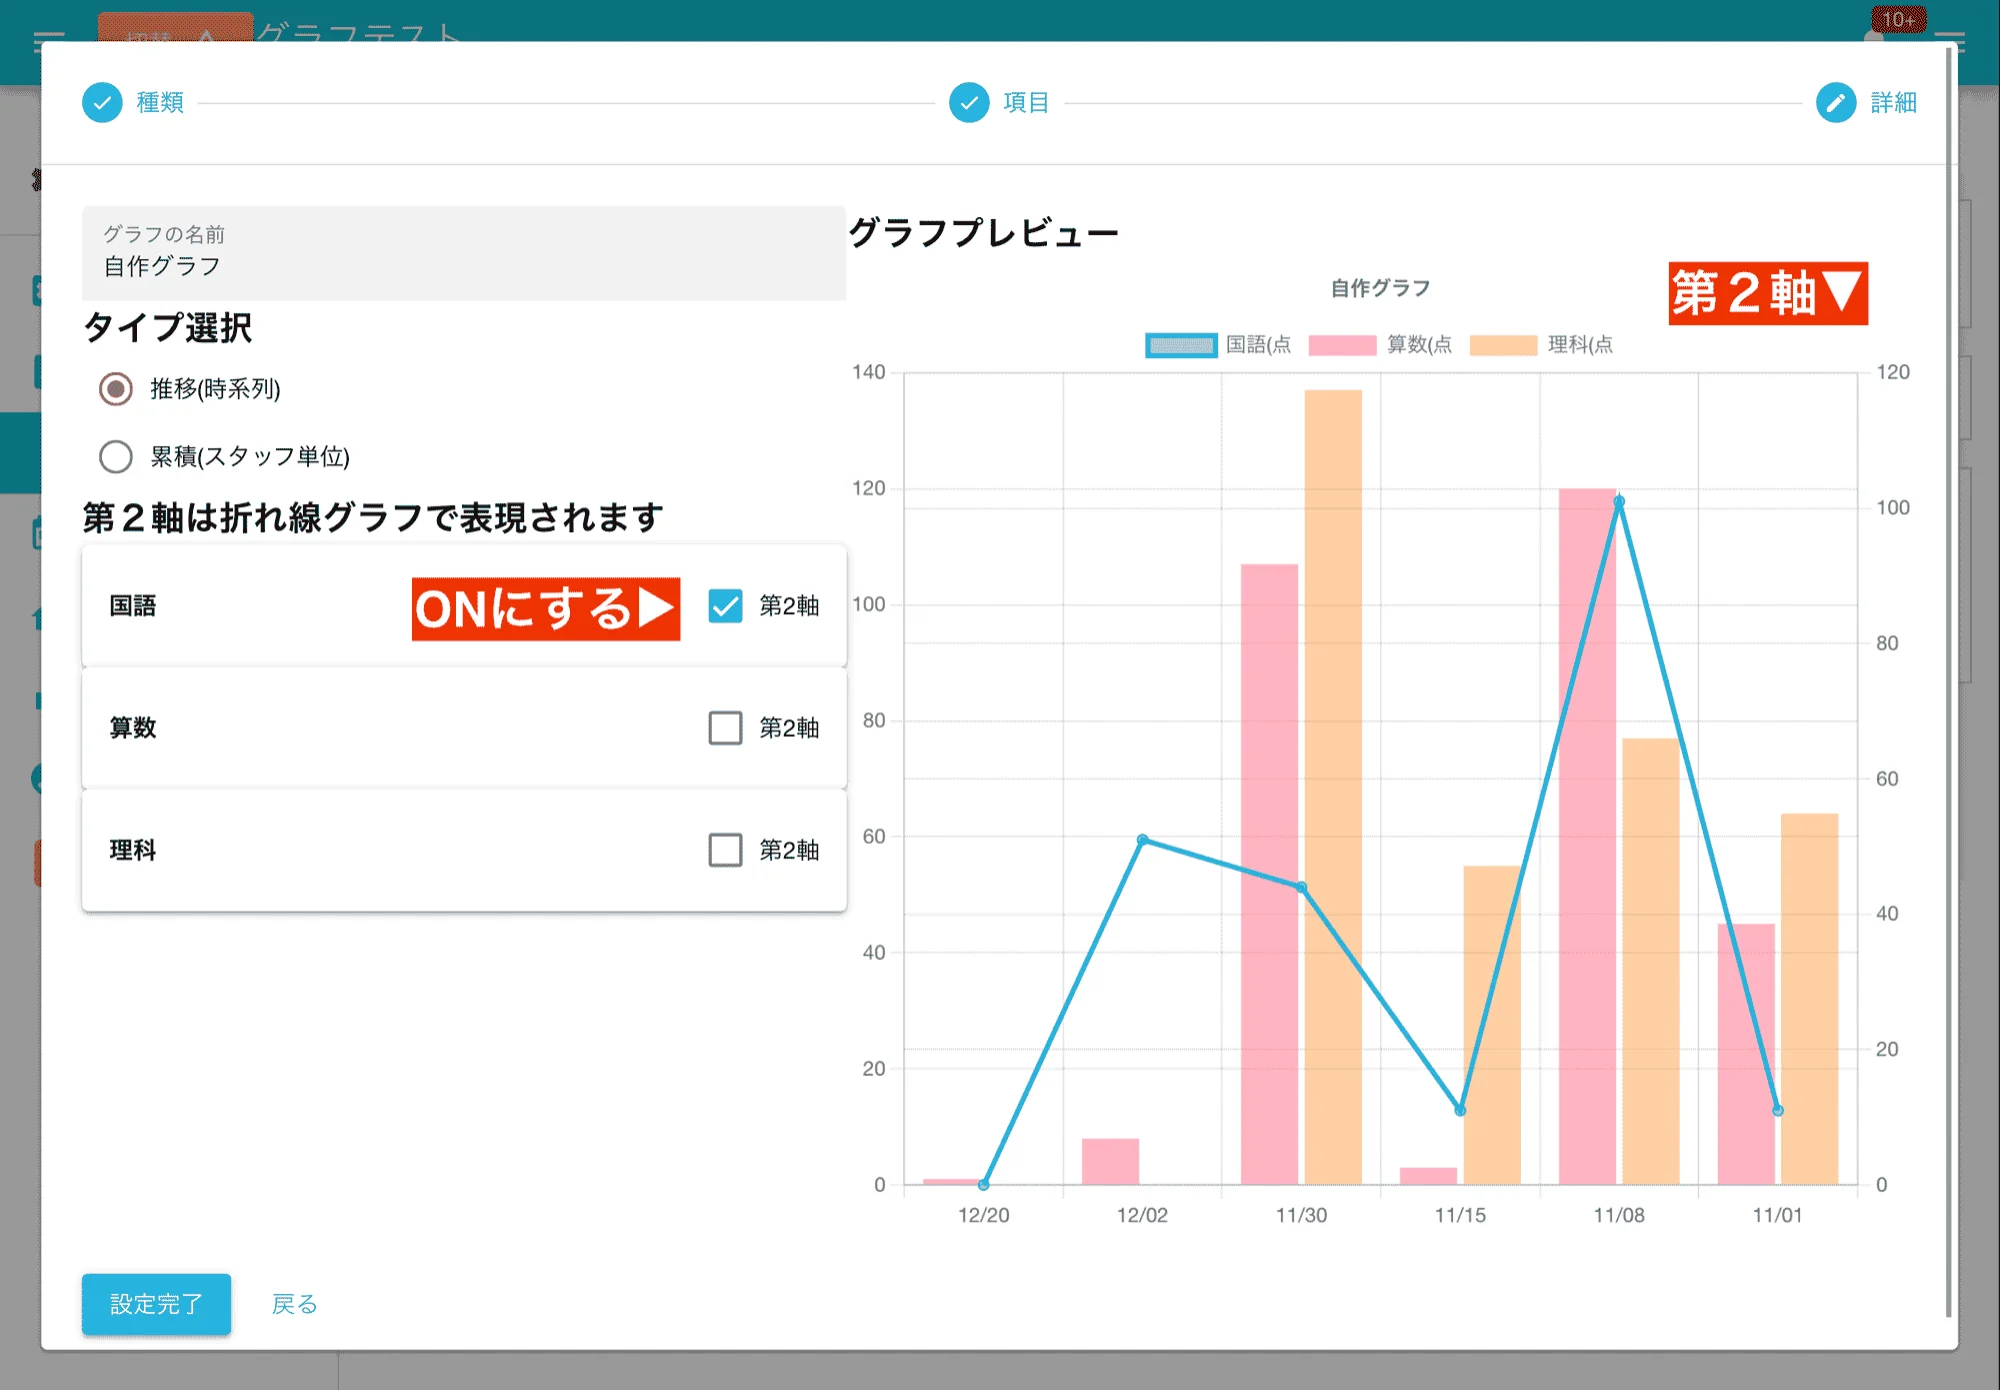 グラフテスト
10+
種類
項目
詳細
グラフの名前
自作グラフ
タイプ選択
推移(時系列)
累積(スタッフ単位)
第２軸は折れ線グラフで表現されます
国語
ONにする▶
第2軸
算数
第2軸
理科
第2軸
グラフプレビュー
自作グラフ
第２軸▼
国語(点
算数(点
理科(点
140
120
100
80
60
40
20
0
120
100
80
60
40
20
0
12/20
12/02
11/30
11/15
11/08
11/01
設定完了
戻る